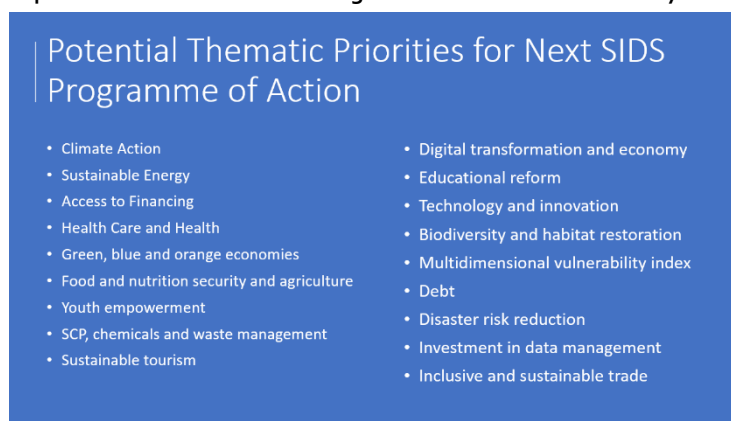 Potential Thematic Priorities for Next SIDS
Programme of Action
• Climate Action
• Sustainable Energy
• Access to Financing
• Health Care and Health
• Green, blue and orange economies
• Food and nutrition security and agriculture
• Youth empowerment
• SCP, chemicals and waste management
• Sustainable tourism
• Digital transformation and economy
• Educational reform
• Technology and innovation
• Biodiversity and habitat restoration
• Multidimensional vulnerability index
• Debt
• Disaster risk reduction
• Investment in data management
• Inclusive and sustainable trade